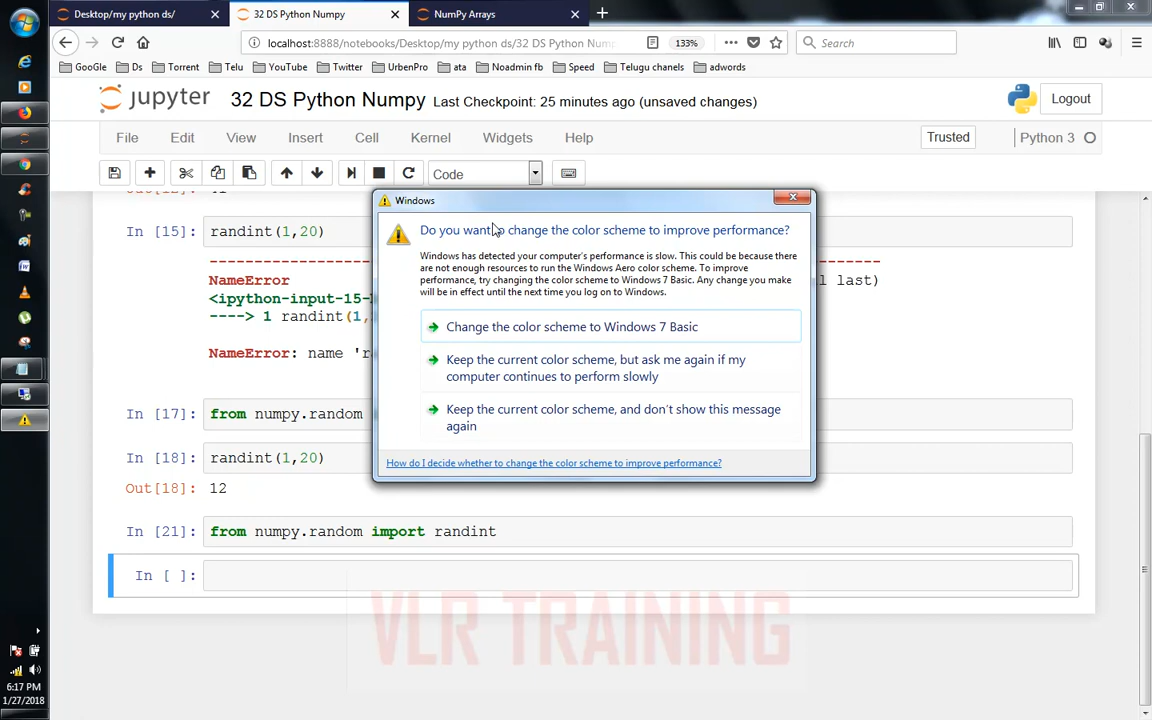 Desktop/my python ds/
32 DS Python Numpy
NumPy Arrays
localhost:8888/notebooks/Desktop/my python ds/32 DS Python Num
133%
Search
GooGle Ds Torrent Telu YouTube Twitter UrbenPro ata Noadmin fb Speed Telugu chanels adwords
jupyter 32 DS Python Numpy Last Checkpoint: 25 minutes ago (unsaved changes) Logout
File Edit View Insert Cell Kernel Widgets Help Trusted Python 3
Code
In [15]: randint(1,20)
NameError l last)
<ipython-input-15-
----> 1 randint(1,
NameError: name 'r
In [17]: from numpy.random
In [18]: randint(1,20)
Out[18]: 12
In [21]: from numpy.random import randint
In [ ]:
Windows
Do you want to change the color scheme to improve performance?
Windows has detected your computer's performance is slow. This could be because there
are not enough resources to run the Windows Aero color scheme. To improve
performance, try changing the color scheme to Windows 7 Basic. Any change you make
will be in effect until the next time you log on to Windows.
Change the color scheme to Windows 7 Basic
Keep the current color scheme, but ask me again if my
computer continues to perform slowly
Keep the current color scheme, and don't show this message
again
How do I decide whether to change the color scheme to improve performance?
VLR TRAINING
6:17 PM
1/27/2018